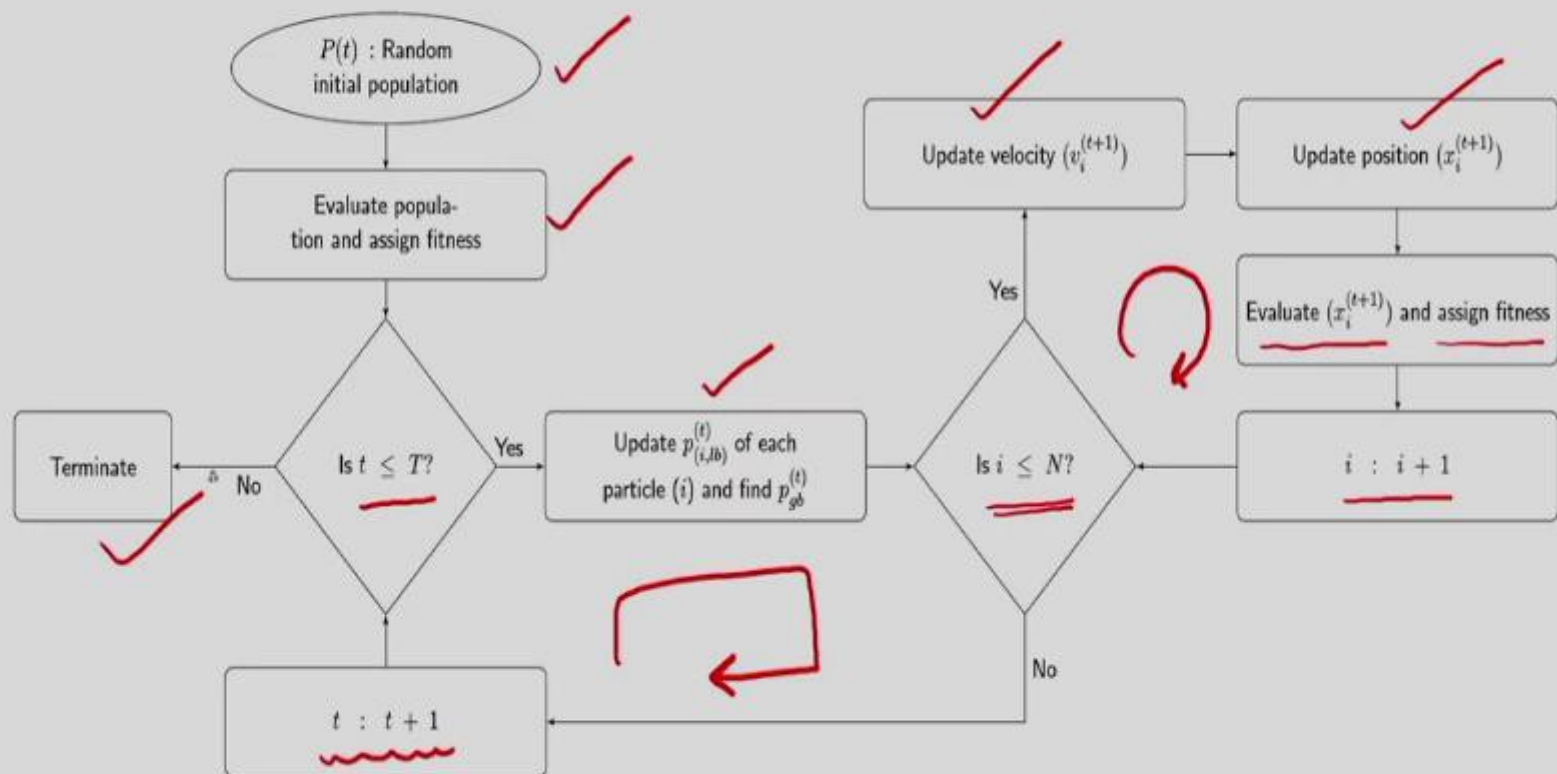 P(t) : Random
initial population
Evaluate popula-
tion and assign fitness
Is t ≤ T?
Yes
No
Terminate
Update p_{(i,lb)}^{(t)} of each
particle (i) and find p_{gb}^{(t)}
Is i ≤ N?
Yes
Update velocity (v_i^{(t+1)})
Update position (x_i^{(t+1)})
Evaluate (x_i^{(t+1)}) and assign fitness
i : i + 1
No
t : t + 1